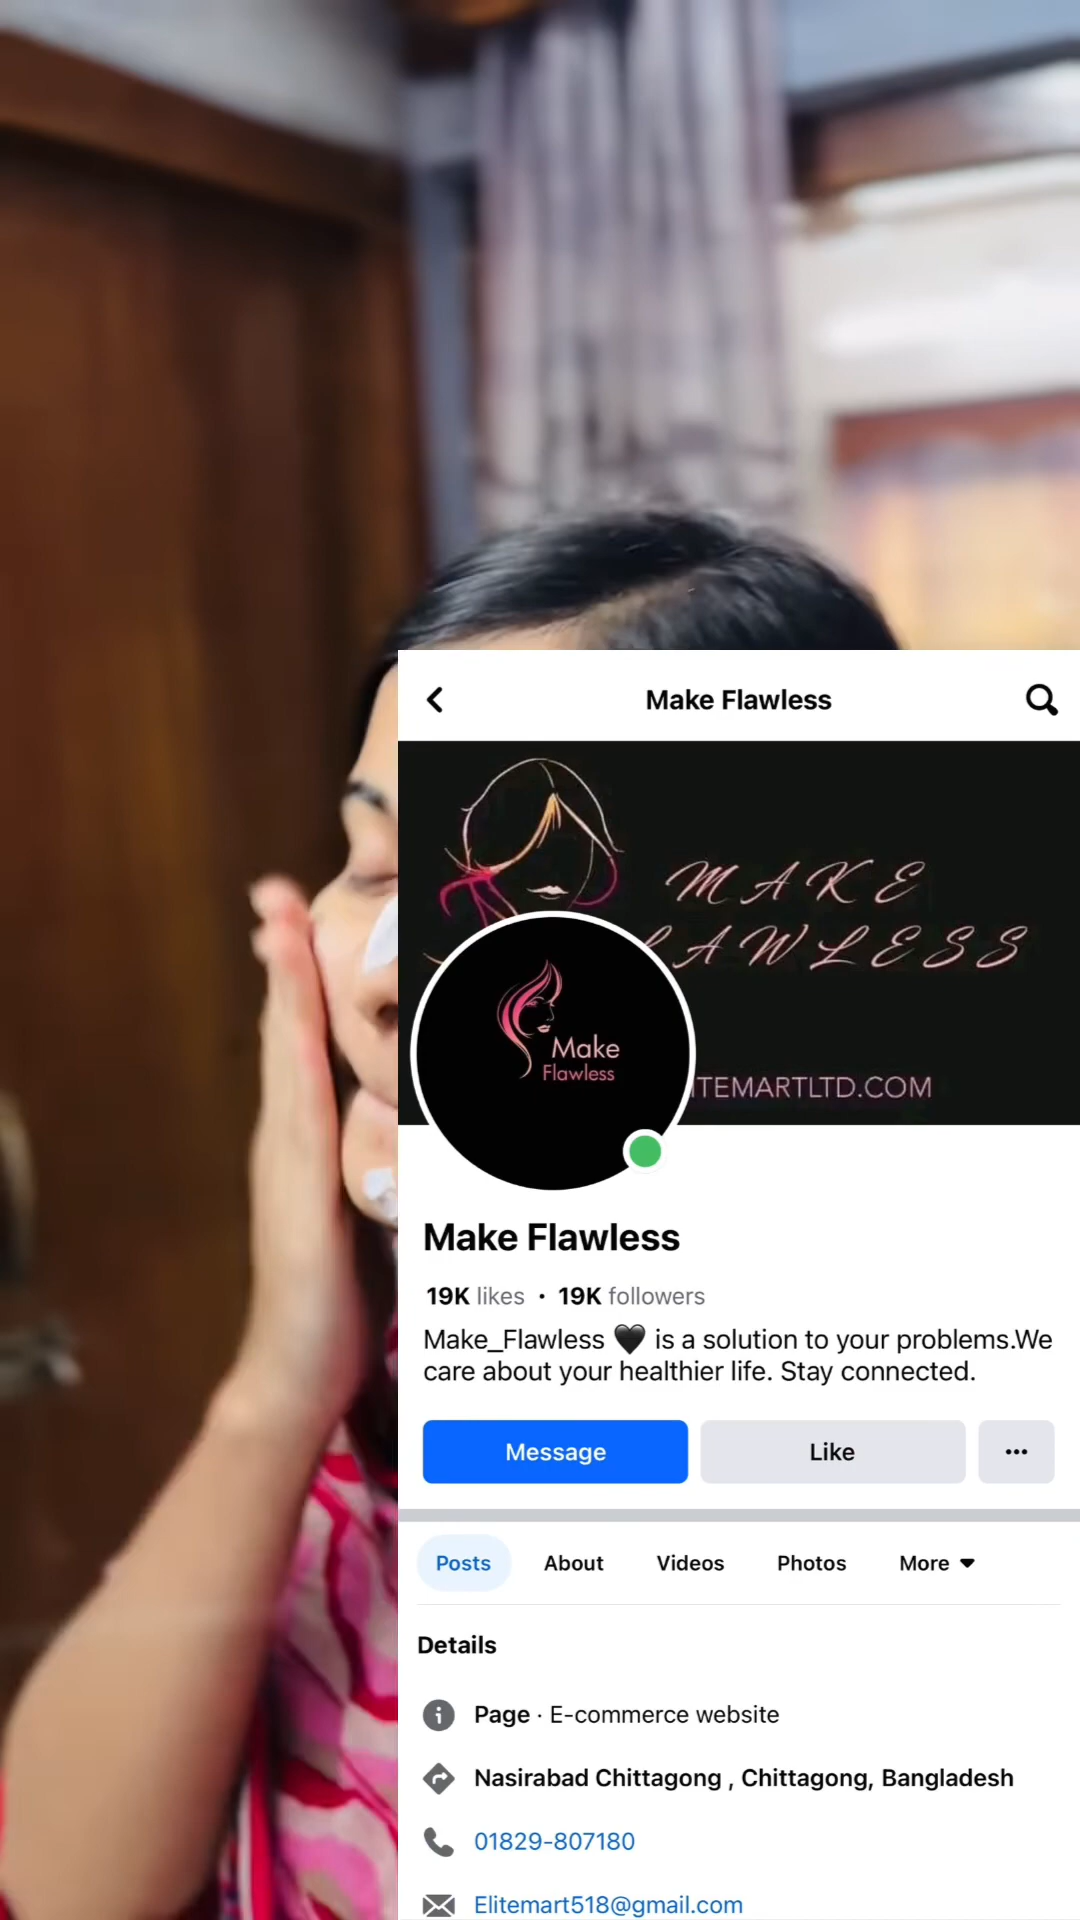 Make Flawless
MAKE
LAWLESS
ITEMARTLTD.COM
Make
Flawless
Make Flawless
19K likes • 19K followers
Make_Flawless 🖤 is a solution to your problems.We
care about your healthier life. Stay connected.
Message
Like
Posts
About
Videos
Photos
More
Details
Page · E-commerce website
Nasirabad Chittagong , Chittagong, Bangladesh
01829-807180
Elitemart518@gmail.com